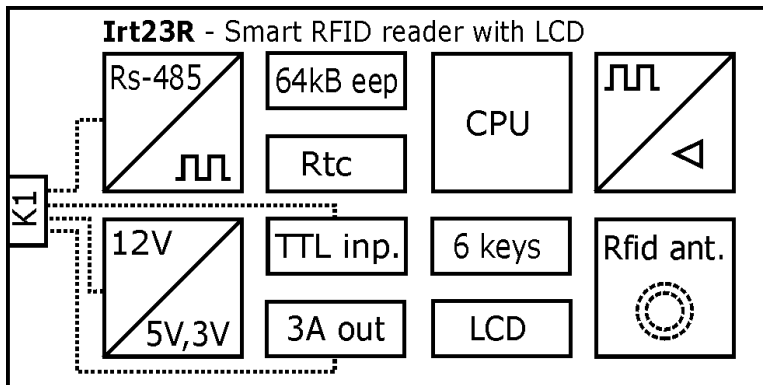 Irt23R - Smart RFID reader with LCD
Rs-485
64kB eep
CPU
Rtc
K1
12V
5V,3V
TTL inp.
6 keys
Rfid ant.
3A out
LCD